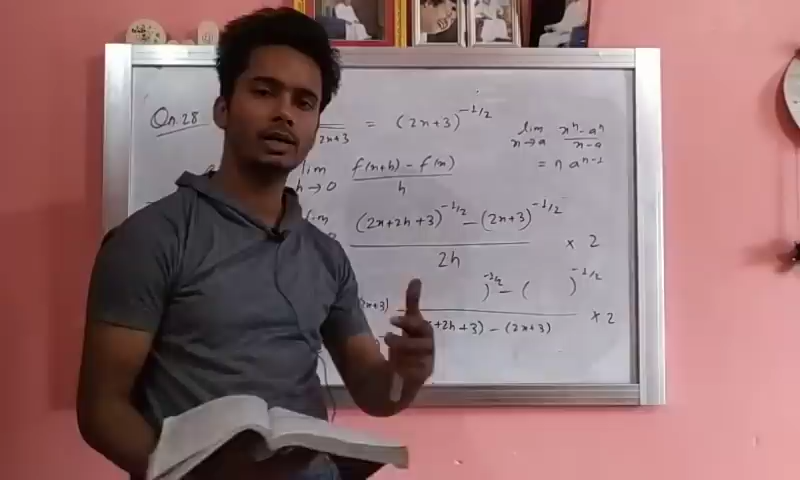 Qn.28
2x+3 = (2x+3)^{-1/2}
lim x→a (x^n - a^n)/(x-a)
= n a^{n-1}
lim h→0 (f(x+h) - f(x))/h
lim ((2x+2h+3)^{-1/2} - (2x+3)^{-1/2})/2h × 2
2x+3) ( )^{-1/2} - ( )^{-1/2} / +2h+3) - (2x+3) × 2